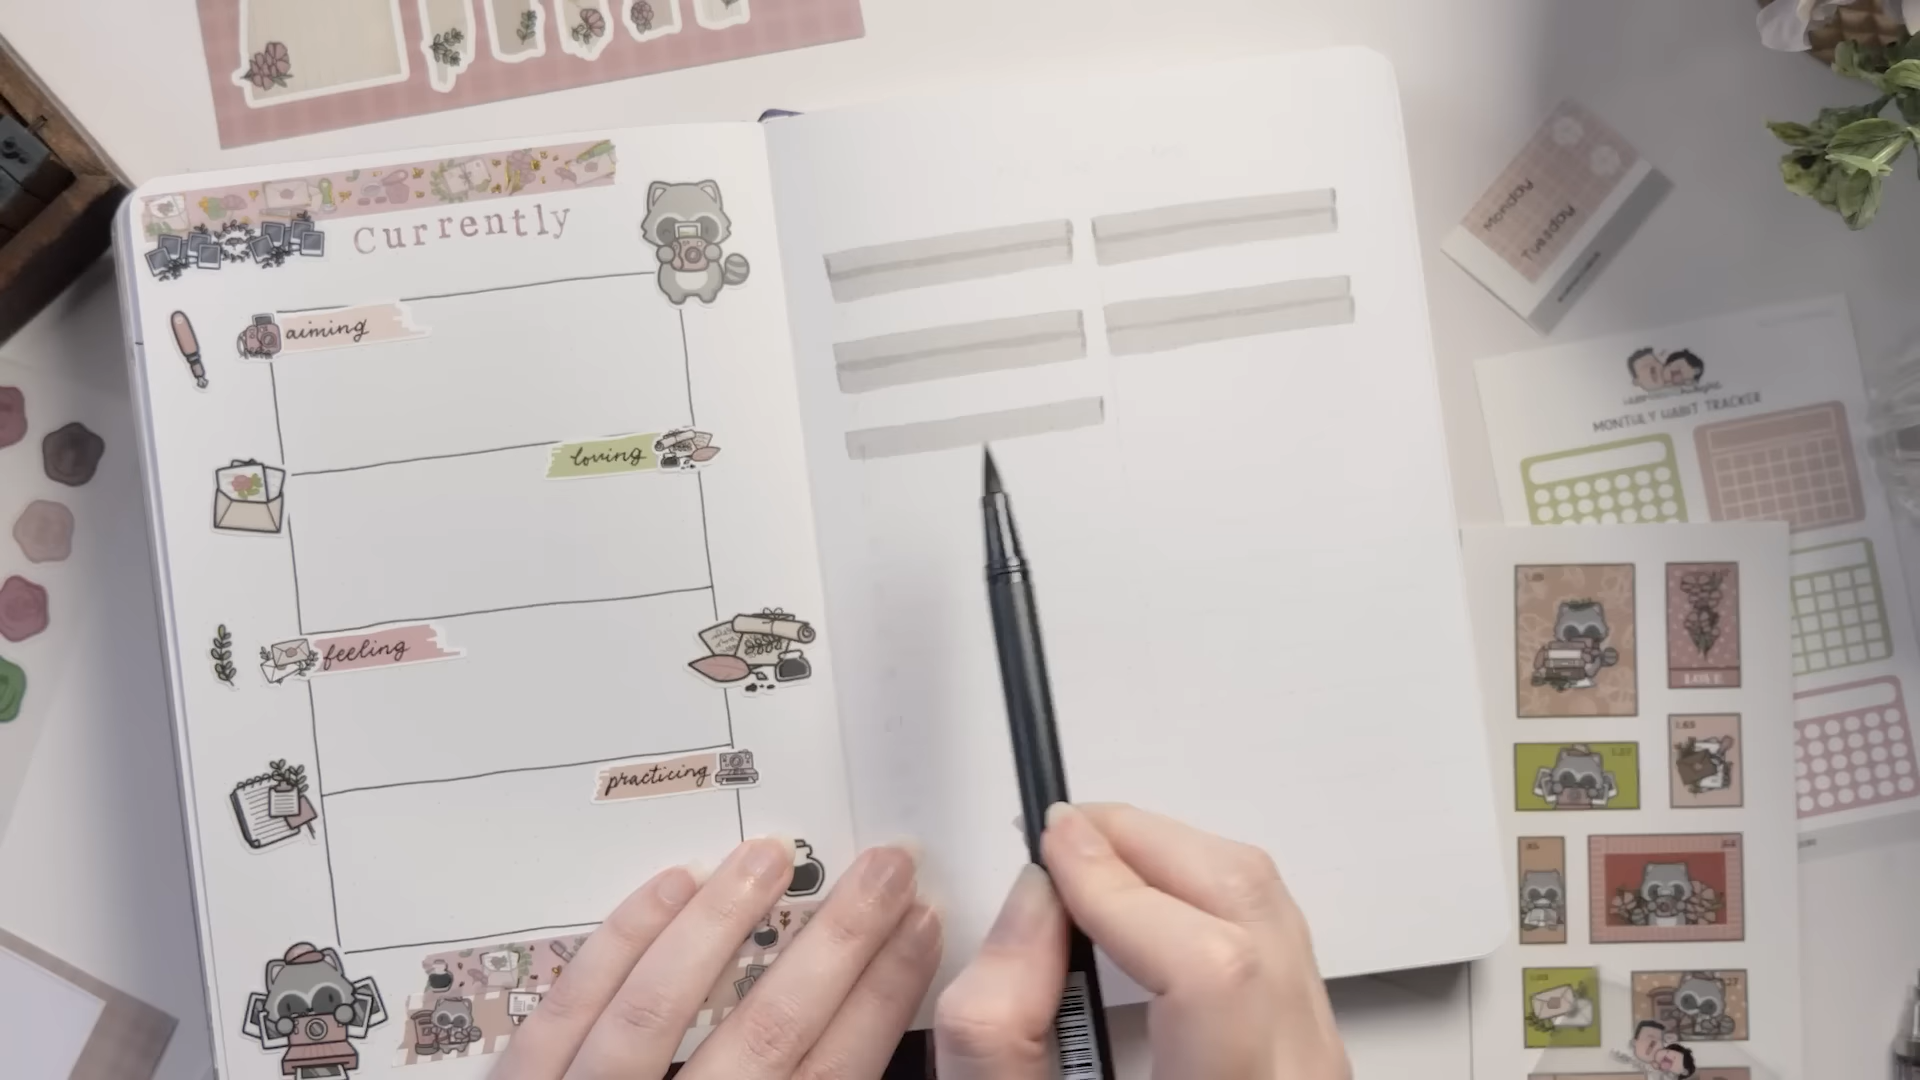 Currently
aiming
loving
feeling
practicing
Monday
Tuesday
MONTHLY HABIT TRACKER
LOVE